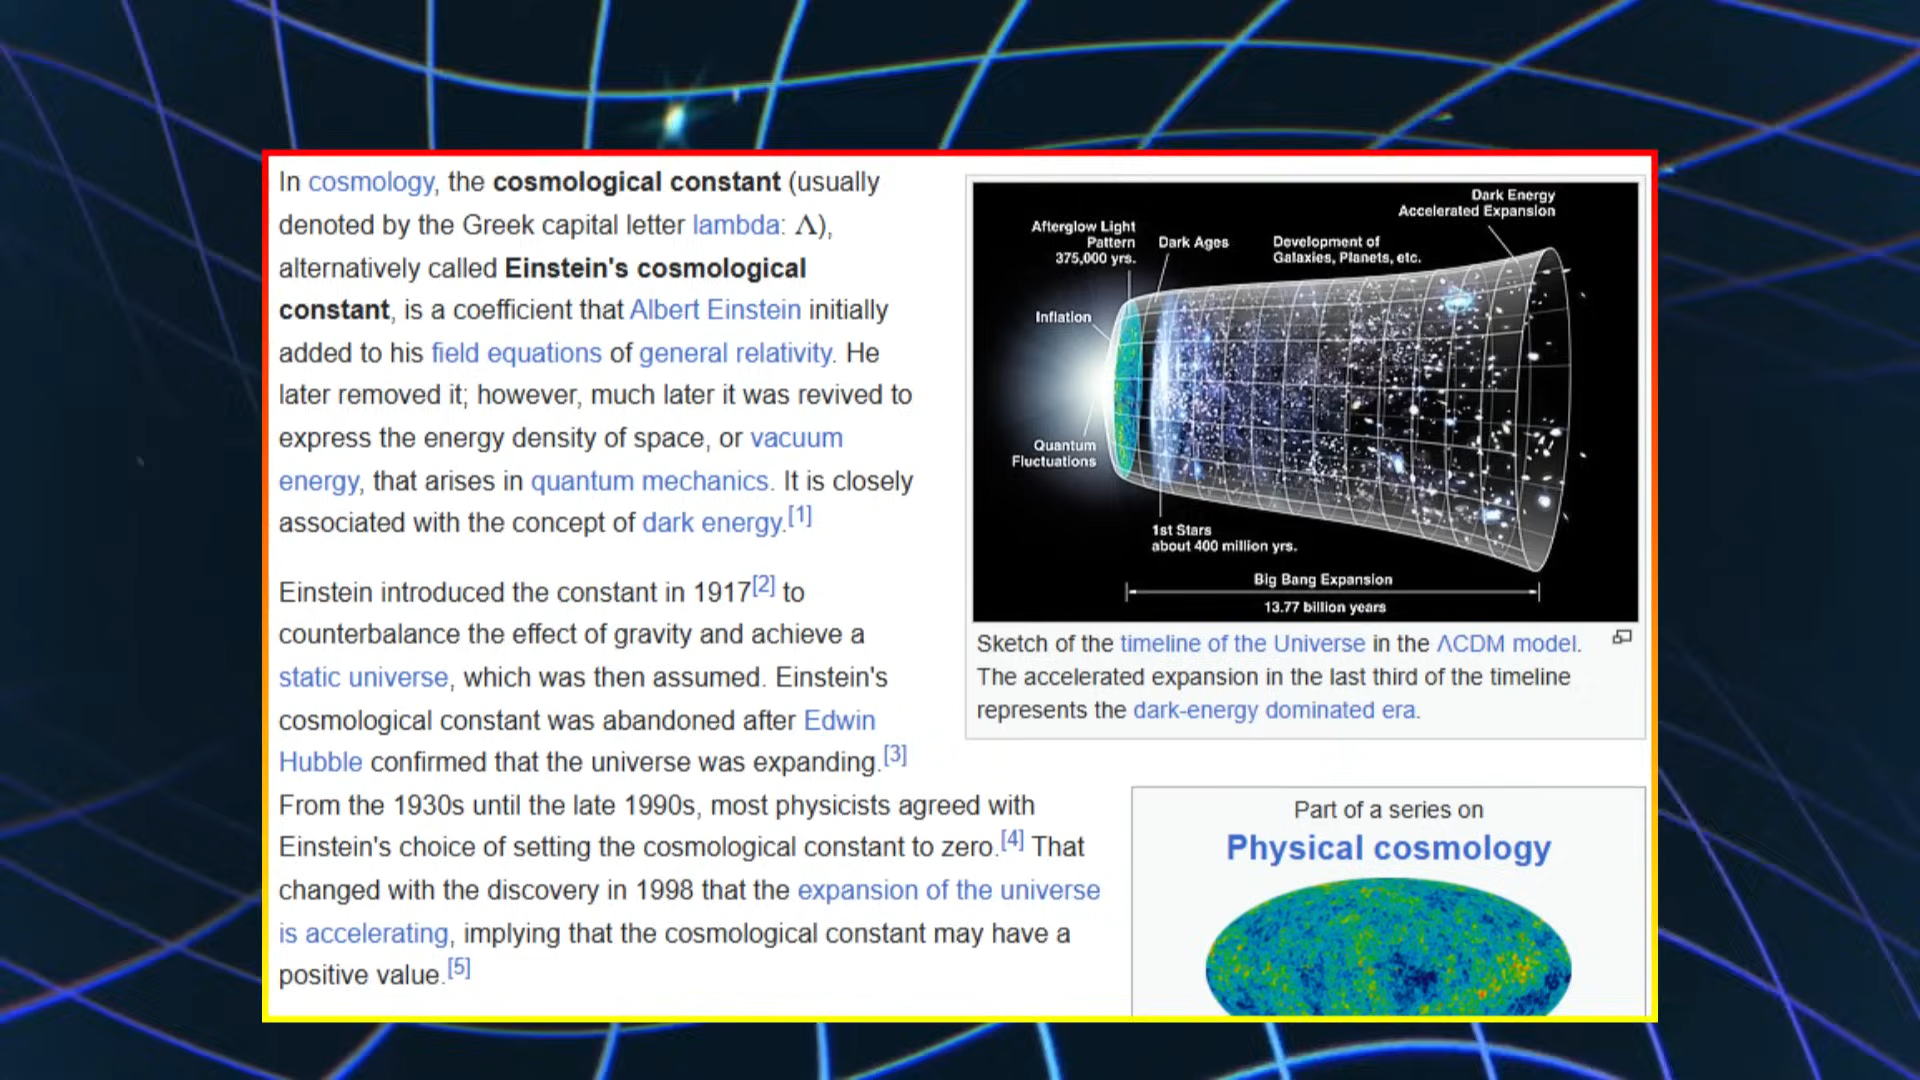 In cosmology, the cosmological constant (usually
denoted by the Greek capital letter lambda: Λ),
alternatively called Einstein's cosmological
constant, is a coefficient that Albert Einstein initially
added to his field equations of general relativity. He
later removed it; however, much later it was revived to
express the energy density of space, or vacuum
energy, that arises in quantum mechanics. It is closely
associated with the concept of dark energy.[1]
Einstein introduced the constant in 1917[2] to
counterbalance the effect of gravity and achieve a
static universe, which was then assumed. Einstein's
cosmological constant was abandoned after Edwin
Hubble confirmed that the universe was expanding.[3]
From the 1930s until the late 1990s, most physicists agreed with
Einstein's choice of setting the cosmological constant to zero.[4] That
changed with the discovery in 1998 that the expansion of the universe
is accelerating, implying that the cosmological constant may have a
positive value.[5]
Dark Energy
Accelerated Expansion
Afterglow Light
Pattern
375,000 yrs.
Dark Ages
Development of
Galaxies, Planets, etc.
Inflation
Quantum
Fluctuations
1st Stars
about 400 million yrs.
Big Bang Expansion
13.77 billion years
Sketch of the timeline of the Universe in the ΛCDM model.
The accelerated expansion in the last third of the timeline
represents the dark-energy dominated era.
Part of a series on
Physical cosmology